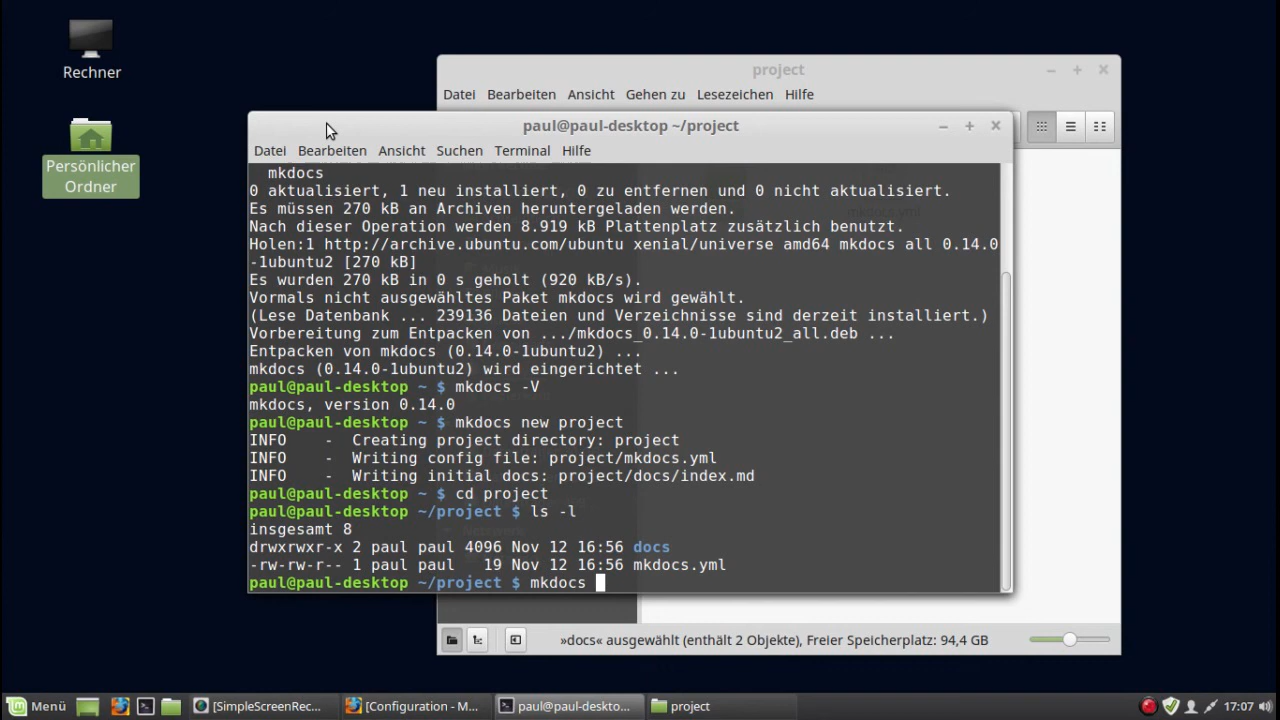 Rechner
Persönlicher
Ordner
project
Datei Bearbeiten Ansicht Gehen zu Lesezeichen Hilfe
paul@paul-desktop ~/project
Datei Bearbeiten Ansicht Suchen Terminal Hilfe
mkdocs
0 aktualisiert, 1 neu installiert, 0 zu entfernen und 0 nicht aktualisiert.
Es müssen 270 kB an Archiven heruntergeladen werden.
Nach dieser Operation werden 8.919 kB Plattenplatz zusätzlich benutzt.
Holen:1 http://archive.ubuntu.com/ubuntu xenial/universe amd64 mkdocs all 0.14.0
-1ubuntu2 [270 kB]
Es wurden 270 kB in 0 s geholt (920 kB/s).
Vormals nicht ausgewähltes Paket mkdocs wird gewählt.
(Lese Datenbank ... 239136 Dateien und Verzeichnisse sind derzeit installiert.)
Vorbereitung zum Entpacken von .../mkdocs_0.14.0-1ubuntu2_all.deb ...
Entpacken von mkdocs (0.14.0-1ubuntu2) ...
mkdocs (0.14.0-1ubuntu2) wird eingerichtet ...
paul@paul-desktop ~ $ mkdocs -V
mkdocs, version 0.14.0
paul@paul-desktop ~ $ mkdocs new project
INFO    -  Creating project directory: project
INFO    -  Writing config file: project/mkdocs.yml
INFO    -  Writing initial docs: project/docs/index.md
paul@paul-desktop ~ $ cd project
paul@paul-desktop ~/project $ ls -l
insgesamt 8
drwxrwxr-x 2 paul paul 4096 Nov 12 16:56 docs
-rw-rw-r-- 1 paul paul   19 Nov 12 16:56 mkdocs.yml
paul@paul-desktop ~/project $ mkdocs
»docs« ausgewählt (enthält 2 Objekte), Freier Speicherplatz: 94,4 GB
Menü [SimpleScreenRec... [Configuration - M... paul@paul-deskto... project 17:07